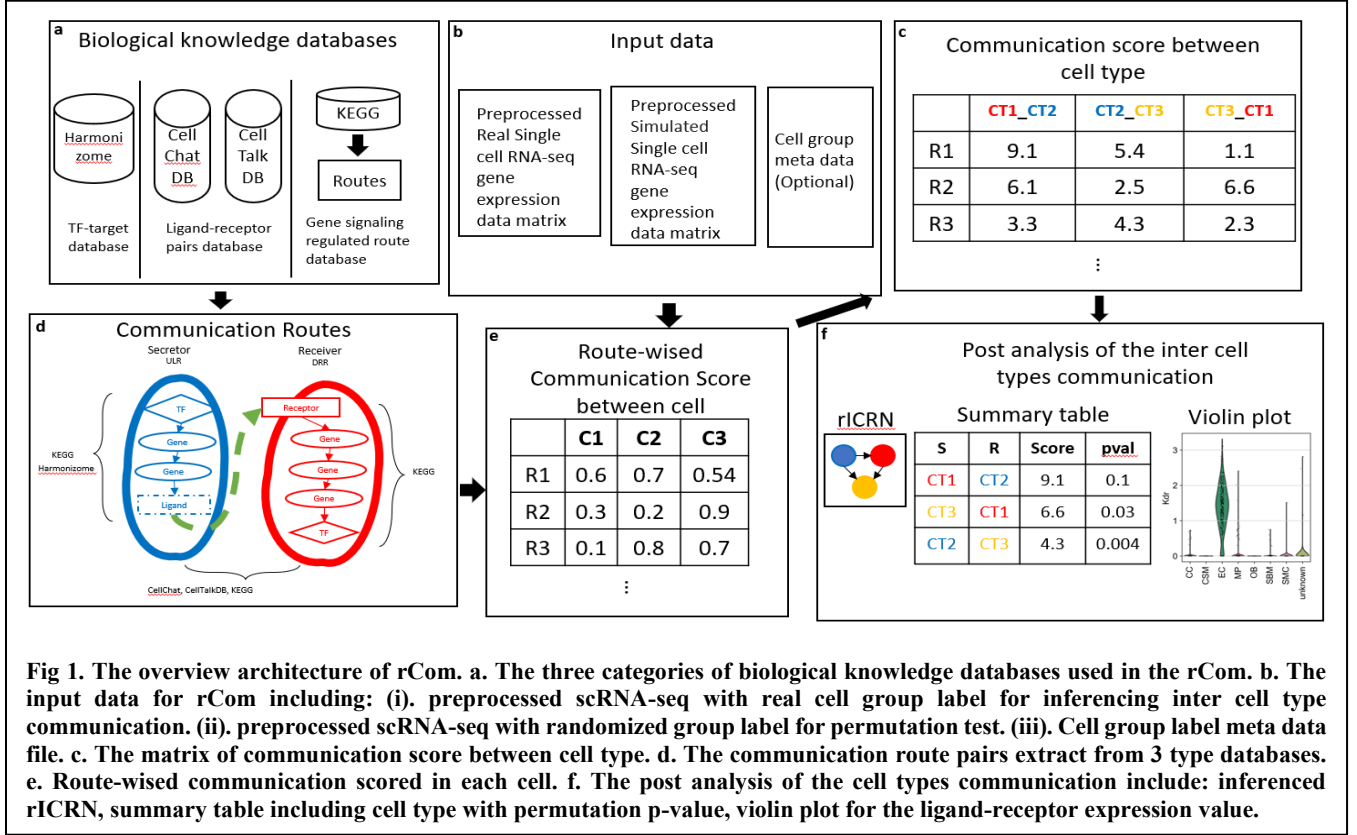 a
Biological knowledge databases
Harmoni
zome
Cell
Chat
DB
Cell
Talk
DB
KEGG
Routes
TF-target
database
Ligand-receptor
pairs database
Gene signaling
regulated route
database
b
Input data
Preprocessed
Real Single
cell RNA-seq
gene
expression
data matrix
Preprocessed
Simulated
Single cell
RNA-seq
gene
expression
data matrix
Cell group
meta data
(Optional)
c
Communication score between
cell type
CT1_CT2 CT2_CT3 CT3_CT1
R1 9.1 5.4 1.1
R2 6.1 2.5 6.6
R3 3.3 4.3 2.3
⋮
d
Communication Routes
Secretor
ULR
Receiver
DRR
KEGG
Harmonizome
TF
Gene
Gene
Ligand
Receptor
Gene
Gene
Gene
TF
KEGG
CellChat, CellTalkDB, KEGG
e
Route-wised
Communication Score
between cell
C1 C2 C3
R1 0.6 0.7 0.54
R2 0.3 0.2 0.9
R3 0.1 0.8 0.7
⋮
f
Post analysis of the inter cell
types communication
rICRN
Summary table
S R Score pval
CT1 CT2 9.1 0.1
CT3 CT1 6.6 0.03
CT2 CT3 4.3 0.004
Violin plot
Kdr
3
2
1
0
CC
CSM
EC
MP
OB
SBM
SMC
unknown
Fig 1. The overview architecture of rCom. a. The three categories of biological knowledge databases used in the rCom. b. The
input data for rCom including: (i). preprocessed scRNA-seq with real cell group label for inferencing inter cell type
communication. (ii). preprocessed scRNA-seq with randomized group label for permutation test. (iii). Cell group label meta data
file. c. The matrix of communication score between cell type. d. The communication route pairs extract from 3 type databases.
e. Route-wised communication scored in each cell. f. The post analysis of the cell types communication include: inferenced
rICRN, summary table including cell type with permutation p-value, violin plot for the ligand-receptor expression value.